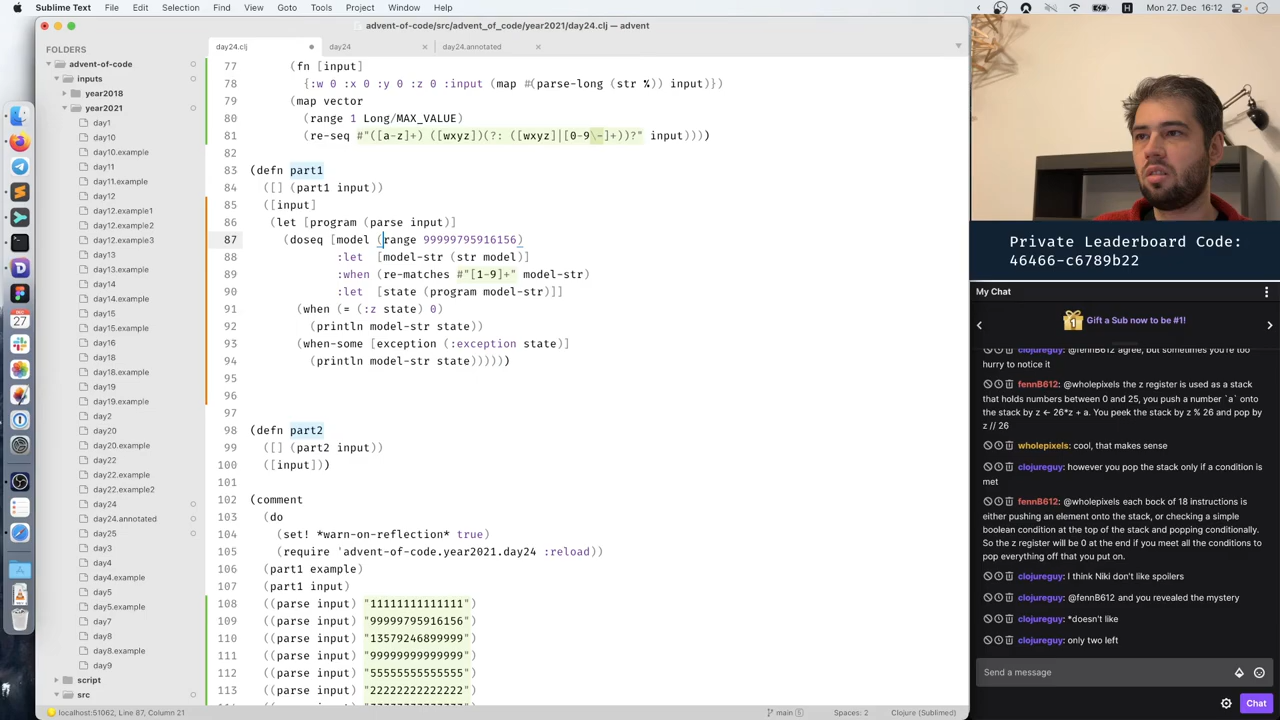 Sublime Text File Edit Selection Find View Goto Tools Project Window Help
Mon 27. Dec 16:12
advent-of-code/src/advent_of_code/year2021/day24.clj — advent
FOLDERS
advent-of-code
inputs
year2018
year2021
day1
day10
day10.example
day11
day11.example
day12
day12.example1
day12.example2
day12.example3
day13
day13.example
day14
day14.example
day15
day15.example
day16
day18
day18.example
day19
day19.example
day2
day20
day20.example
day22
day22.example
day22.example2
day24
day24.annotated
day25
day3
day4
day4.example
day5
day5.example
day7
day8
day8.example
day9
script
src
day24.clj
day24
day24.annotated
77 (fn [input]
78 {:w 0 :x 0 :y 0 :z 0 :input (map #(parse-long (str %)) input)})
79 (map vector
80 (range 1 Long/MAX_VALUE)
81 (re-seq #"([a-z]+) ([wxyz])(?: ([wxyz]|[0-9\-]+))?" input))))
82
83 (defn part1
84 ([] (part1 input))
85 ([input]
86 (let [program (parse input)]
87 (doseq [model (range 99999795916156)
88 :let [model-str (str model)]
89 :when (re-matches #"[1-9]+" model-str)
90 :let [state (program model-str)]]
91 (when (= (:z state) 0)
92 (println model-str state))
93 (when-some [exception (:exception state)]
94 (println model-str state))))))
95
96
97
98 (defn part2
99 ([] (part2 input))
100 ([input]))
101
102 (comment
103 (do
104 (set! *warn-on-reflection* true)
105 (require 'advent-of-code.year2021.day24 :reload))
106 (part1 example)
107 (part1 input)
108 ((parse input) "11111111111111")
109 ((parse input) "99999795916156")
110 ((parse input) "13579246899999")
111 ((parse input) "99999999999999")
112 ((parse input) "55555555555555")
113 ((parse input) "22222222222222")
localhost:51062, Line 87, Column 21
main 5
Spaces: 2
Clojure (Sublimed)
DEC
27
Private Leaderboard Code:
46466-c6789b22
My Chat
1
Gift a Sub now to be #1!
clojureguy: @fennB612 agree, but sometimes you're too
hurry to notice it
fennB612: @wholepixels the z register is used as a stack
that holds numbers between 0 and 25, you push a number `a` onto
the stack by z <- 26*z + a. You peek the stack by z % 26 and pop by
z // 26
wholepixels: cool, that makes sense
clojureguy: however you pop the stack only if a condition is
met
fennB612: @wholepixels each bock of 18 instructions is
either pushing an element onto the stack, or checking a simple
boolean condition at the top of the stack and popping conditionally.
So the z register will be 0 at the end if you meet all the conditions to
pop everything off that you put on.
clojureguy: I think Niki don't like spoilers
clojureguy: @fennB612 and you revealed the mystery
clojureguy: *doesn't like
clojureguy: only two left
Send a message
Chat